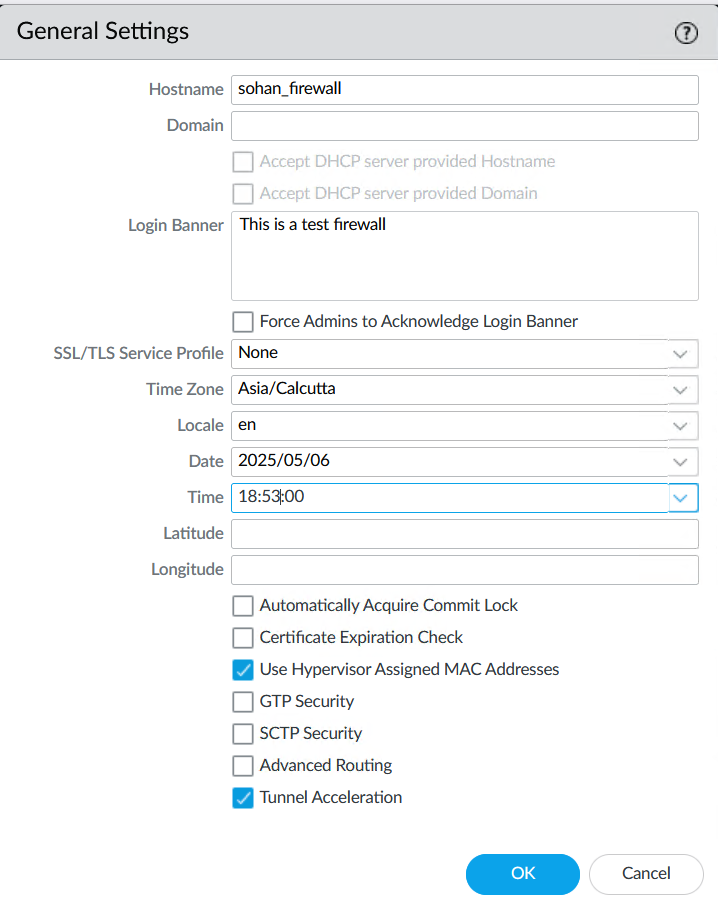 General Settings
?
Hostname sohan_firewall
Domain
Accept DHCP server provided Hostname
Accept DHCP server provided Domain
Login Banner This is a test firewall
Force Admins to Acknowledge Login Banner
SSL/TLS Service Profile None
Time Zone Asia/Calcutta
Locale en
Date 2025/05/06
Time 18:53:00
Latitude
Longitude
Automatically Acquire Commit Lock
Certificate Expiration Check
Use Hypervisor Assigned MAC Addresses
GTP Security
SCTP Security
Advanced Routing
Tunnel Acceleration
OK Cancel